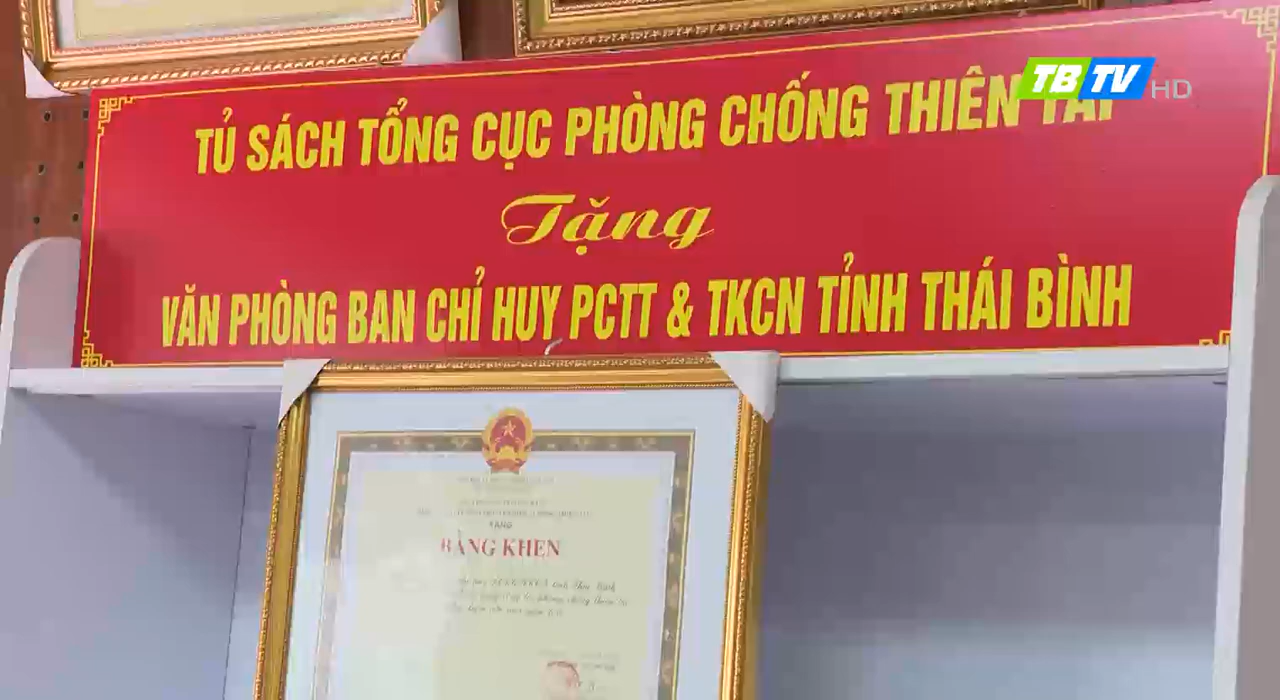 TBTV HD
TỦ SÁCH TỔNG CỤC PHÒNG CHỐNG THIÊN TAI
Tặng
VĂN PHÒNG BAN CHỈ HUY PCTT & TKCN TỈNH THÁI BÌNH
TẶNG
BẰNG KHEN